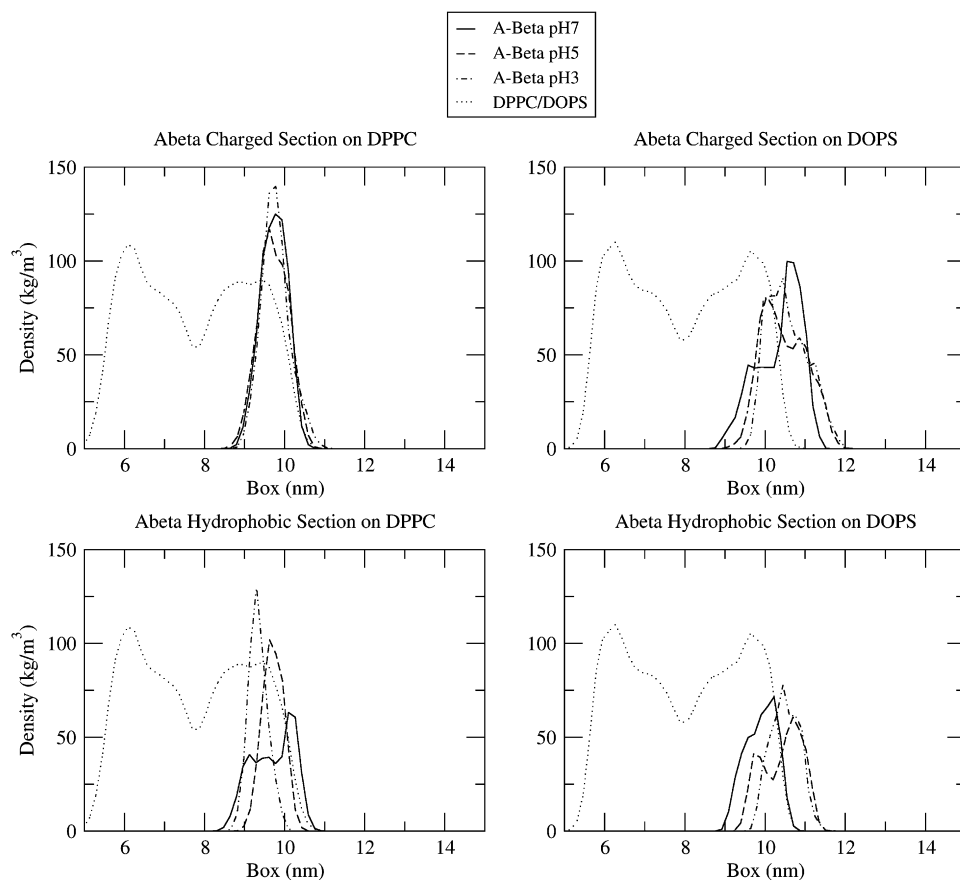 A-Beta pH7
A-Beta pH5
A-Beta pH3
DPPC/DOPS
Abeta Charged Section on DPPC
150
100
50
0
Density (kg/m³)
6 8 10 12 14
Box (nm)
Abeta Charged Section on DOPS
150
100
50
0
6 8 10 12 14
Box (nm)
Abeta Hydrophobic Section on DPPC
150
100
50
0
Density (kg/m³)
6 8 10 12 14
Box (nm)
Abeta Hydrophobic Section on DOPS
150
100
50
0
6 8 10 12 14
Box (nm)